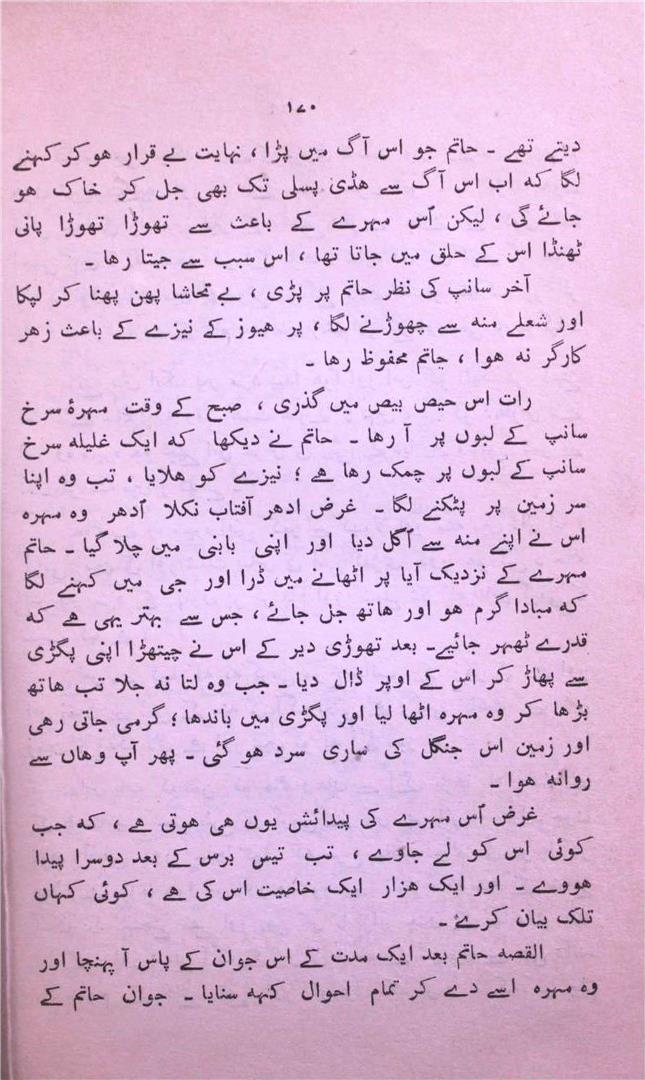 ۱۷۰
دیتے تھے ۔ حاتم جو اس آگ میں پڑا ، نہایت بے قرار ہو کر کہنے
لگا کہ اب اس آگ سے ہڈی پسلی تک بھی جل کر خاک ہو
جائے گی ، لیکن اُس مہرے کے باعث سے تھوڑا تھوڑا پانی
ٹھنڈا اس کے حلق میں جاتا تھا ، اس سبب سے جیتا رہا ۔
آخر سانپ کی نظر حاتم پر پڑی ، بے تحاشا پھن پھنا کر لپکا
اور شعلے منہ سے چھوڑنے لگا ، پر ہیوز کے نیزے کے باعث زہر
کارگر نہ ہوا ، حاتم محفوظ رہا ۔
رات اس حیص بیص میں گذری ، صبح کے وقت مہرۂ سرخ
سانپ کے لبوں پر آ رہا ۔ حاتم نے دیکھا کہ ایک غلیلہ سرخ
سانپ کے لبوں پر چمک رہا ہے ؛ نیزے کو ہلایا ، تب وہ اپنا
سر زمین پر پٹکنے لگا ۔ غرض ادھر آفتاب نکلا اُدھر وہ مہرہ
اس نے اپنے منہ سے اُگل دیا اور اپنی بانبی میں چلا گیا ۔ حاتم
مہرے کے نزدیک آیا پر اٹھانے میں ڈرا اور جی میں کہنے لگا
کہ مبادا گرم ہو اور ہاتھ جل جائے ، جس سے بہتر یہی ہے کہ
قدرے ٹھہر جائیے ۔ بعد تھوڑی دیر کے اس نے چیتھڑا اپنی پگڑی
سے پھاڑ کر اس کے اوپر ڈال دیا ۔ جب وہ لتا نہ جلا تب ہاتھ
بڑھا کر وہ مہرہ اٹھا لیا اور پگڑی میں باندھا ؛ گرمی جاتی رہی
اور زمین اس جنگل کی ساری سرد ہو گئی ۔ پھر آپ وہاں سے
روانہ ہوا ۔
غرض اُس مہرے کی پیدائش یوں ہی ہوتی ہے ، کہ جب
کوئی اس کو لے جاوے ، تب تیس برس کے بعد دوسرا پیدا
ہووے ۔ اور ایک ہزار ایک خاصیت اس کی ہے ، کوئی کہاں
تلک بیان کرے ۔
القصہ حاتم بعد ایک مدت کے اس جوان کے پاس آ پہنچا اور
وہ مہرہ اسے دے کر تمام احوال کہہ سنایا ۔ جوان حاتم کے